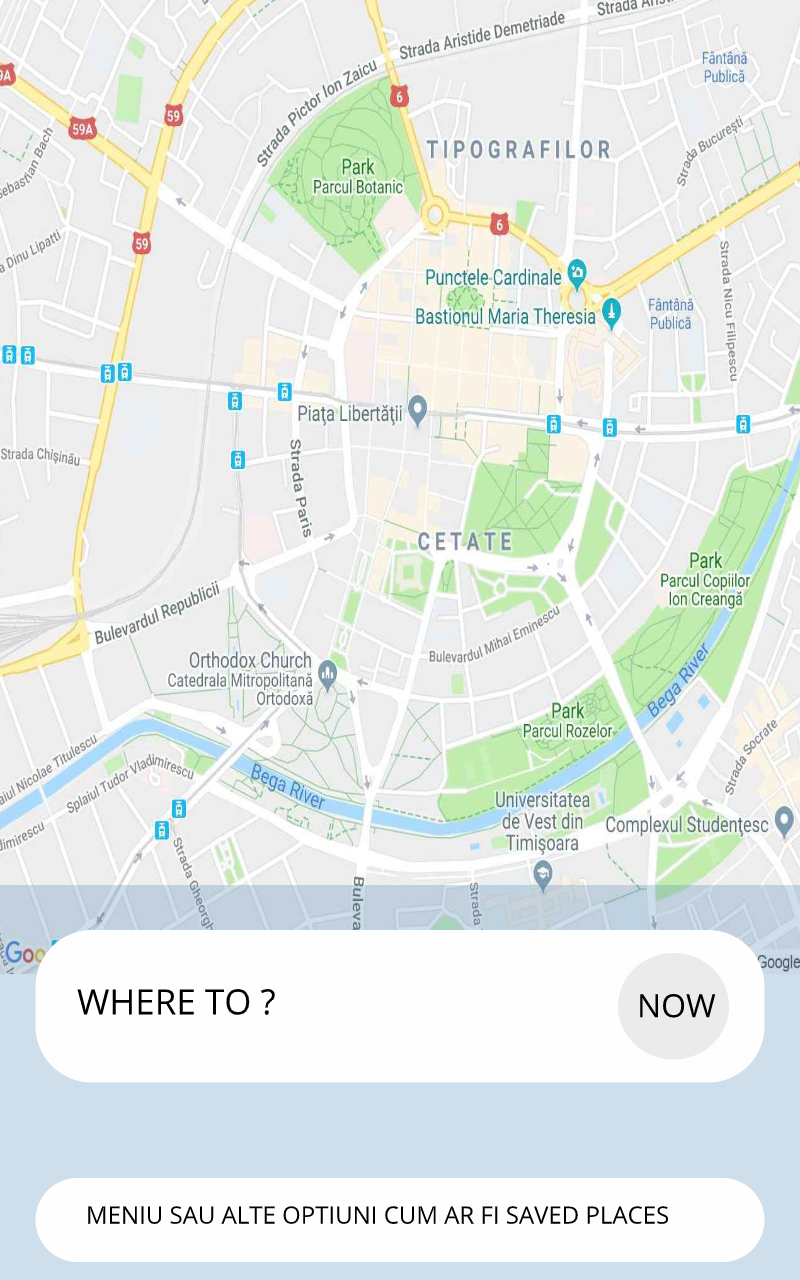 Strada Aristide Demetriade
9A
59
59A
6
Strada Pictor Ion Zaicu
Fântână
Publică
TIPOGRAFILOR
Strada București
Park
Parcul Botanic
Sebastian Bach
6
59
a Dinu Lipatti
Punctele Cardinale
Bastionul Maria Theresia
Fântână
Publică
Strada Nicu Filipescu
Piața Libertății
Strada Paris
Strada Chișinău
CETATE
Park
Parcul Copiilor
Ion Creangă
Bulevardul Republicii
Bulevardul Mihai Eminescu
Orthodox Church
Catedrala Mitropolitană
Ortodoxă
Bega River
Park
Parcul Rozelor
Strada Socrate
aiul Nicolae Titulescu
Splaiul Tudor Vladimirescu
Bega River
dimirescu
Universitatea
de Vest din
Timișoara
Complexul Studențesc
Strada Gheorgh
Buleva
Strada
Goo
Google
WHERE TO ?
NOW
MENIU SAU ALTE OPTIUNI CUM AR FI SAVED PLACES